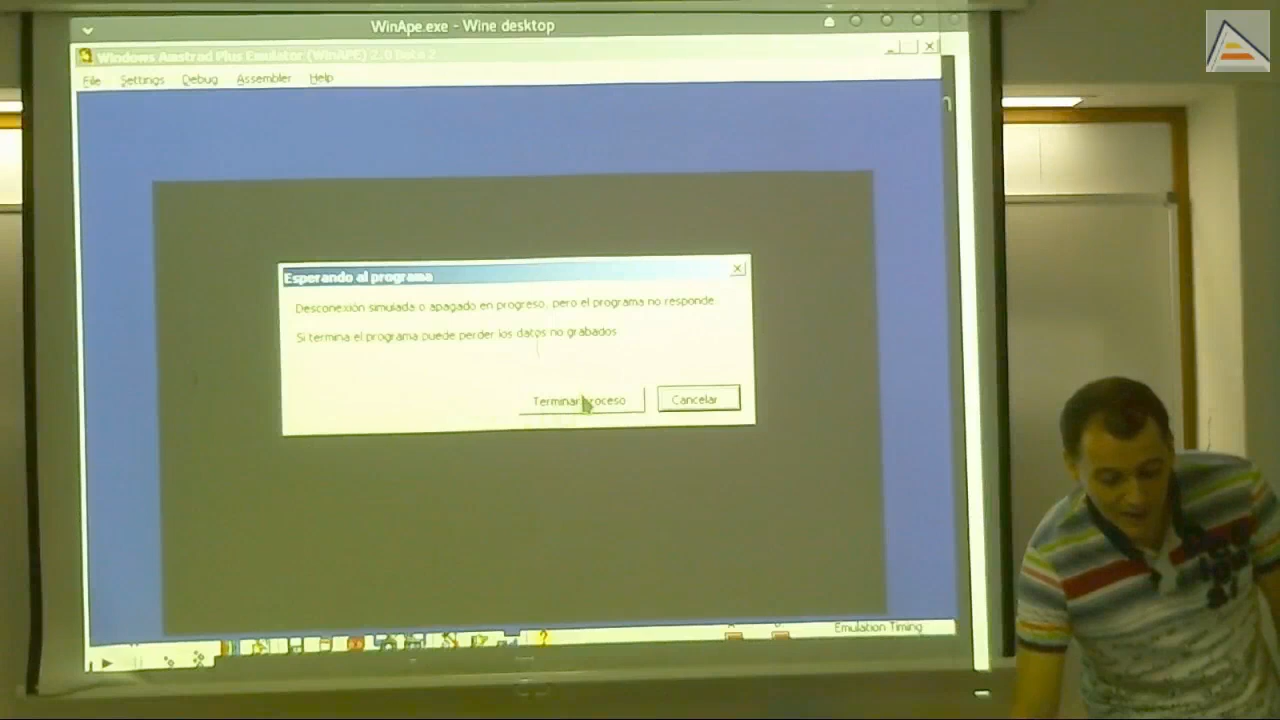 WinApe.exe - Wine desktop
Windows Amstrad Plus Emulator (WinAPE) 2.0 Beta 2
File Settings Debug Assembler Help
Esperando al programa
Desconexión simulada o apagado en progreso, pero el programa no responde.
Si termina el programa puede perder los datos no grabados
Terminar proceso Cancelar
Emulation Timing